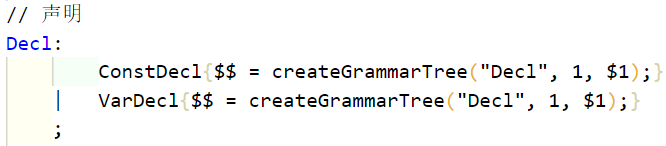 // 声明
Decl:
ConstDecl{$$ = createGrammarTree("Decl", 1, $1);}
| VarDecl{$$ = createGrammarTree("Decl", 1, $1);}
;